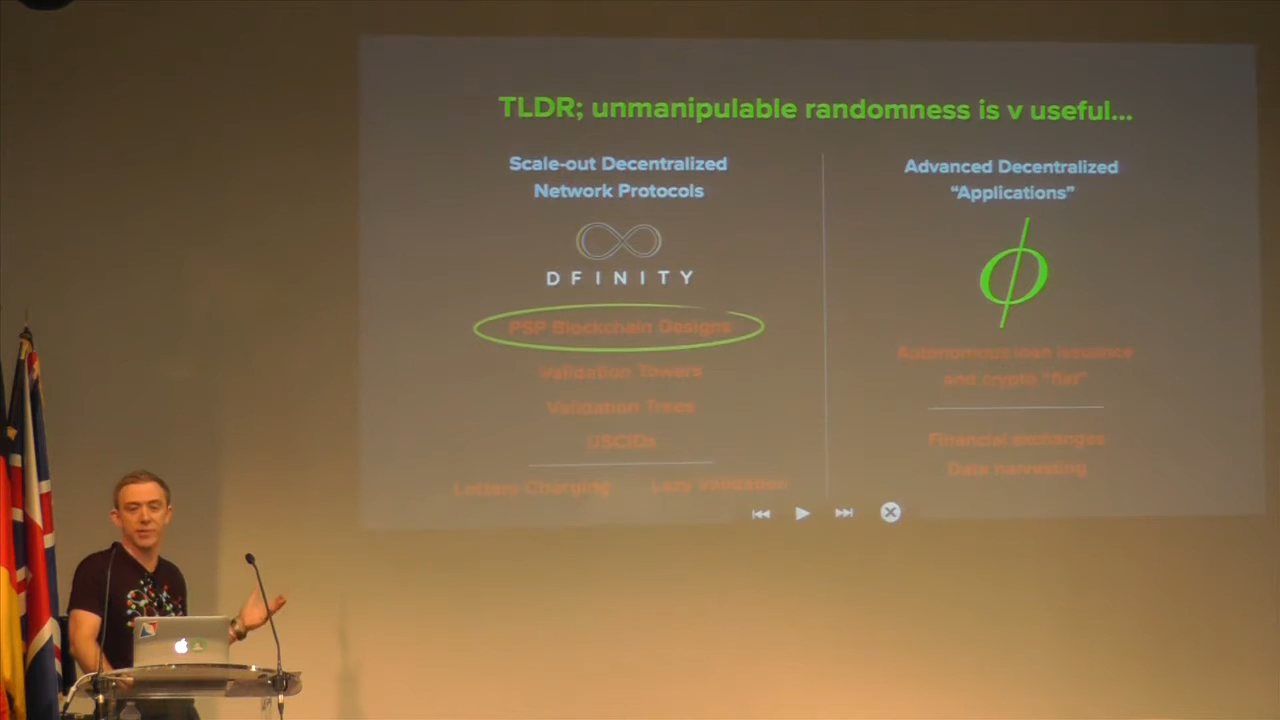 TLDR; unmanipulable randomness is v useful...
Scale-out Decentralized
Network Protocols
DFINITY
PSP Blockchain Designs
Validation Towers
Validation Trees
USCIDs
Lottery Charging
Lazy Validation
Advanced Decentralized
“Applications”
ϕ
Autonomous loan issuance
and crypto “fiat”
Financial exchanges
Data harvesting